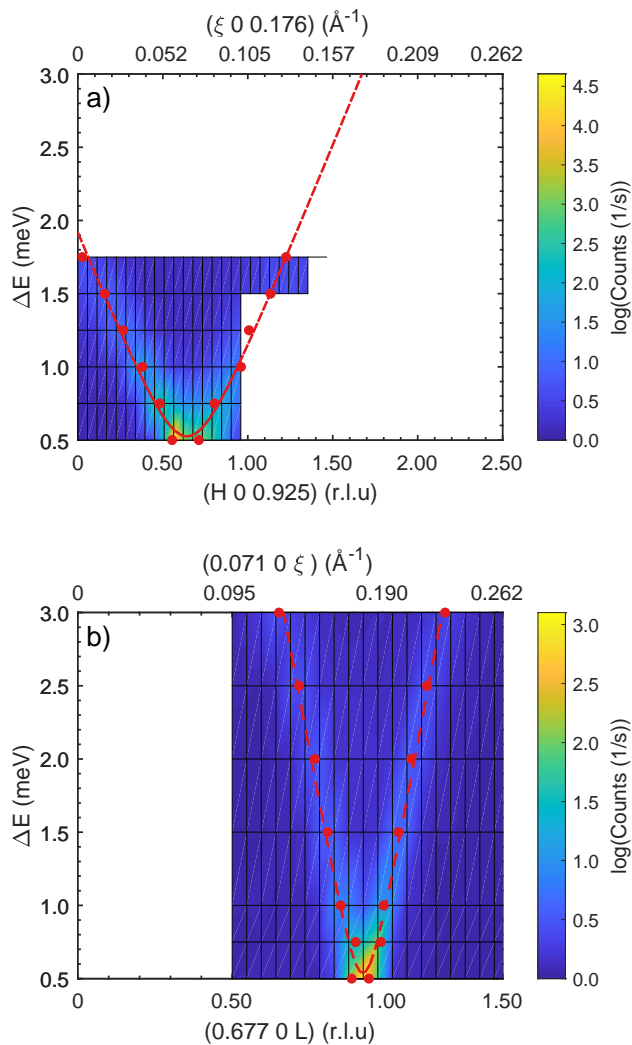 (ξ 0 0.176) (Å⁻¹)
0 0.052 0.105 0.157 0.209 0.262
a)
3.0
2.5
2.0
1.5
1.0
0.5
ΔE (meV)
0 0.50 1.00 1.50 2.00 2.50
(H 0 0.925) (r.l.u)
4.5
4.0
3.5
3.0
2.5
2.0
1.5
1.0
0.5
0.0
log(Counts (1/s))
(0.071 0 ξ ) (Å⁻¹)
0 0.095 0.190 0.262
b)
3.0
2.5
2.0
1.5
1.0
0.5
ΔE (meV)
0 0.50 1.00 1.50
(0.677 0 L) (r.l.u)
3.0
2.5
2.0
1.5
1.0
0.5
0.0
log(Counts (1/s))